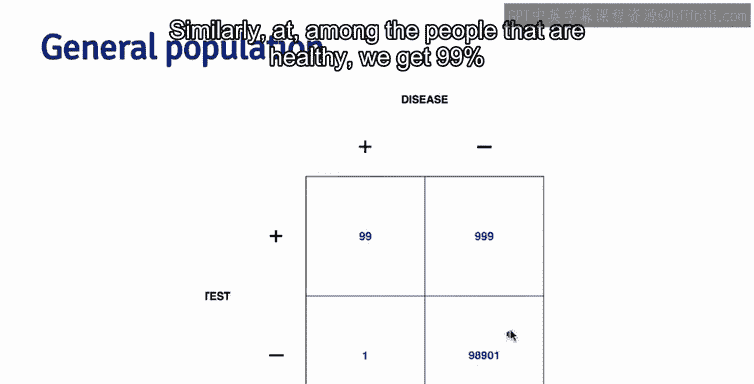 Similarly, at, among the people that are
healthy, we get 99%
General population
DISEASE
+ −
+ 99 999
TEST
− 1 98901